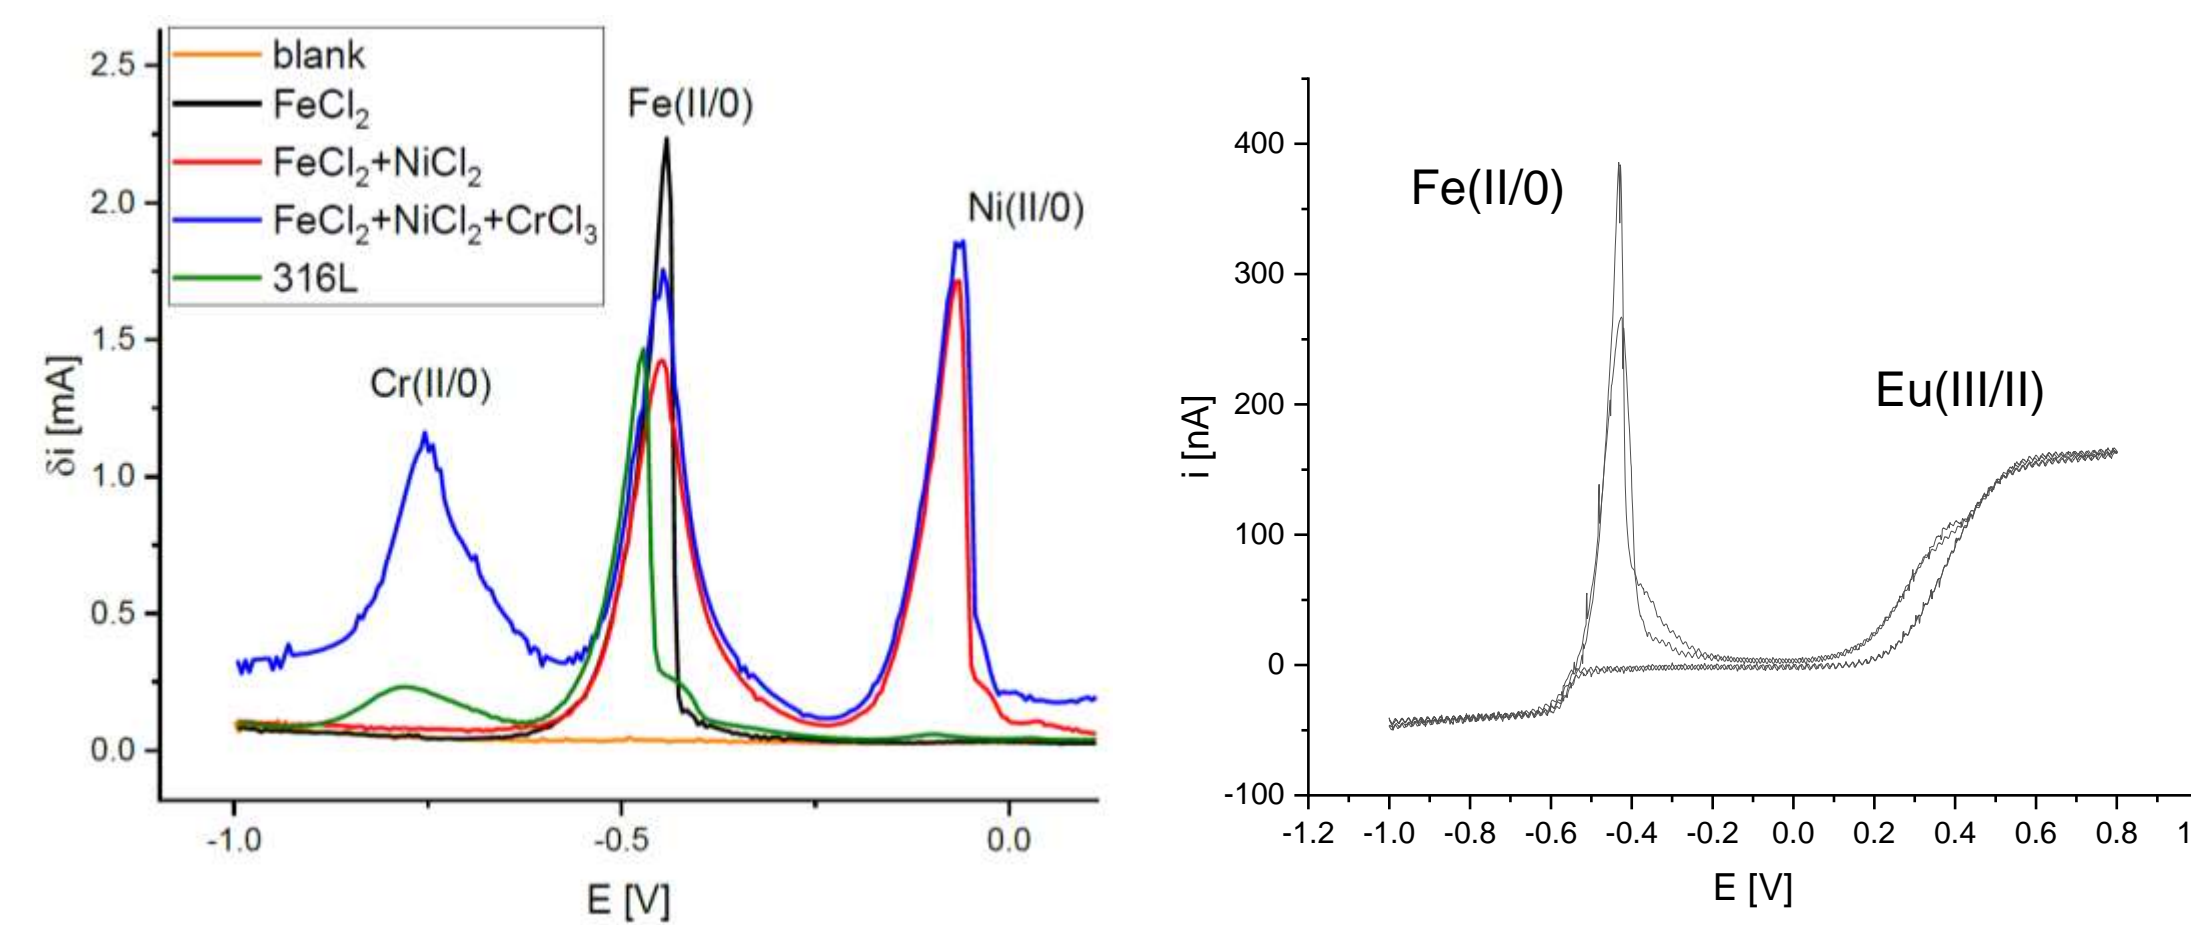 blank
FeCl₂
FeCl₂+NiCl₂
FeCl₂+NiCl₂+CrCl₃
316L
Fe(II/0)
Ni(II/0)
Cr(II/0)
2.5
2.0
1.5
1.0
0.5
0.0
δi [mA]
-1.0 -0.5 0.0
E [V]
Fe(II/0)
Eu(III/II)
400
300
200
100
0
-100
i [nA]
-1.2 -1.0 -0.8 -0.6 -0.4 -0.2 0.0 0.2 0.4 0.6 0.8 1
E [V]